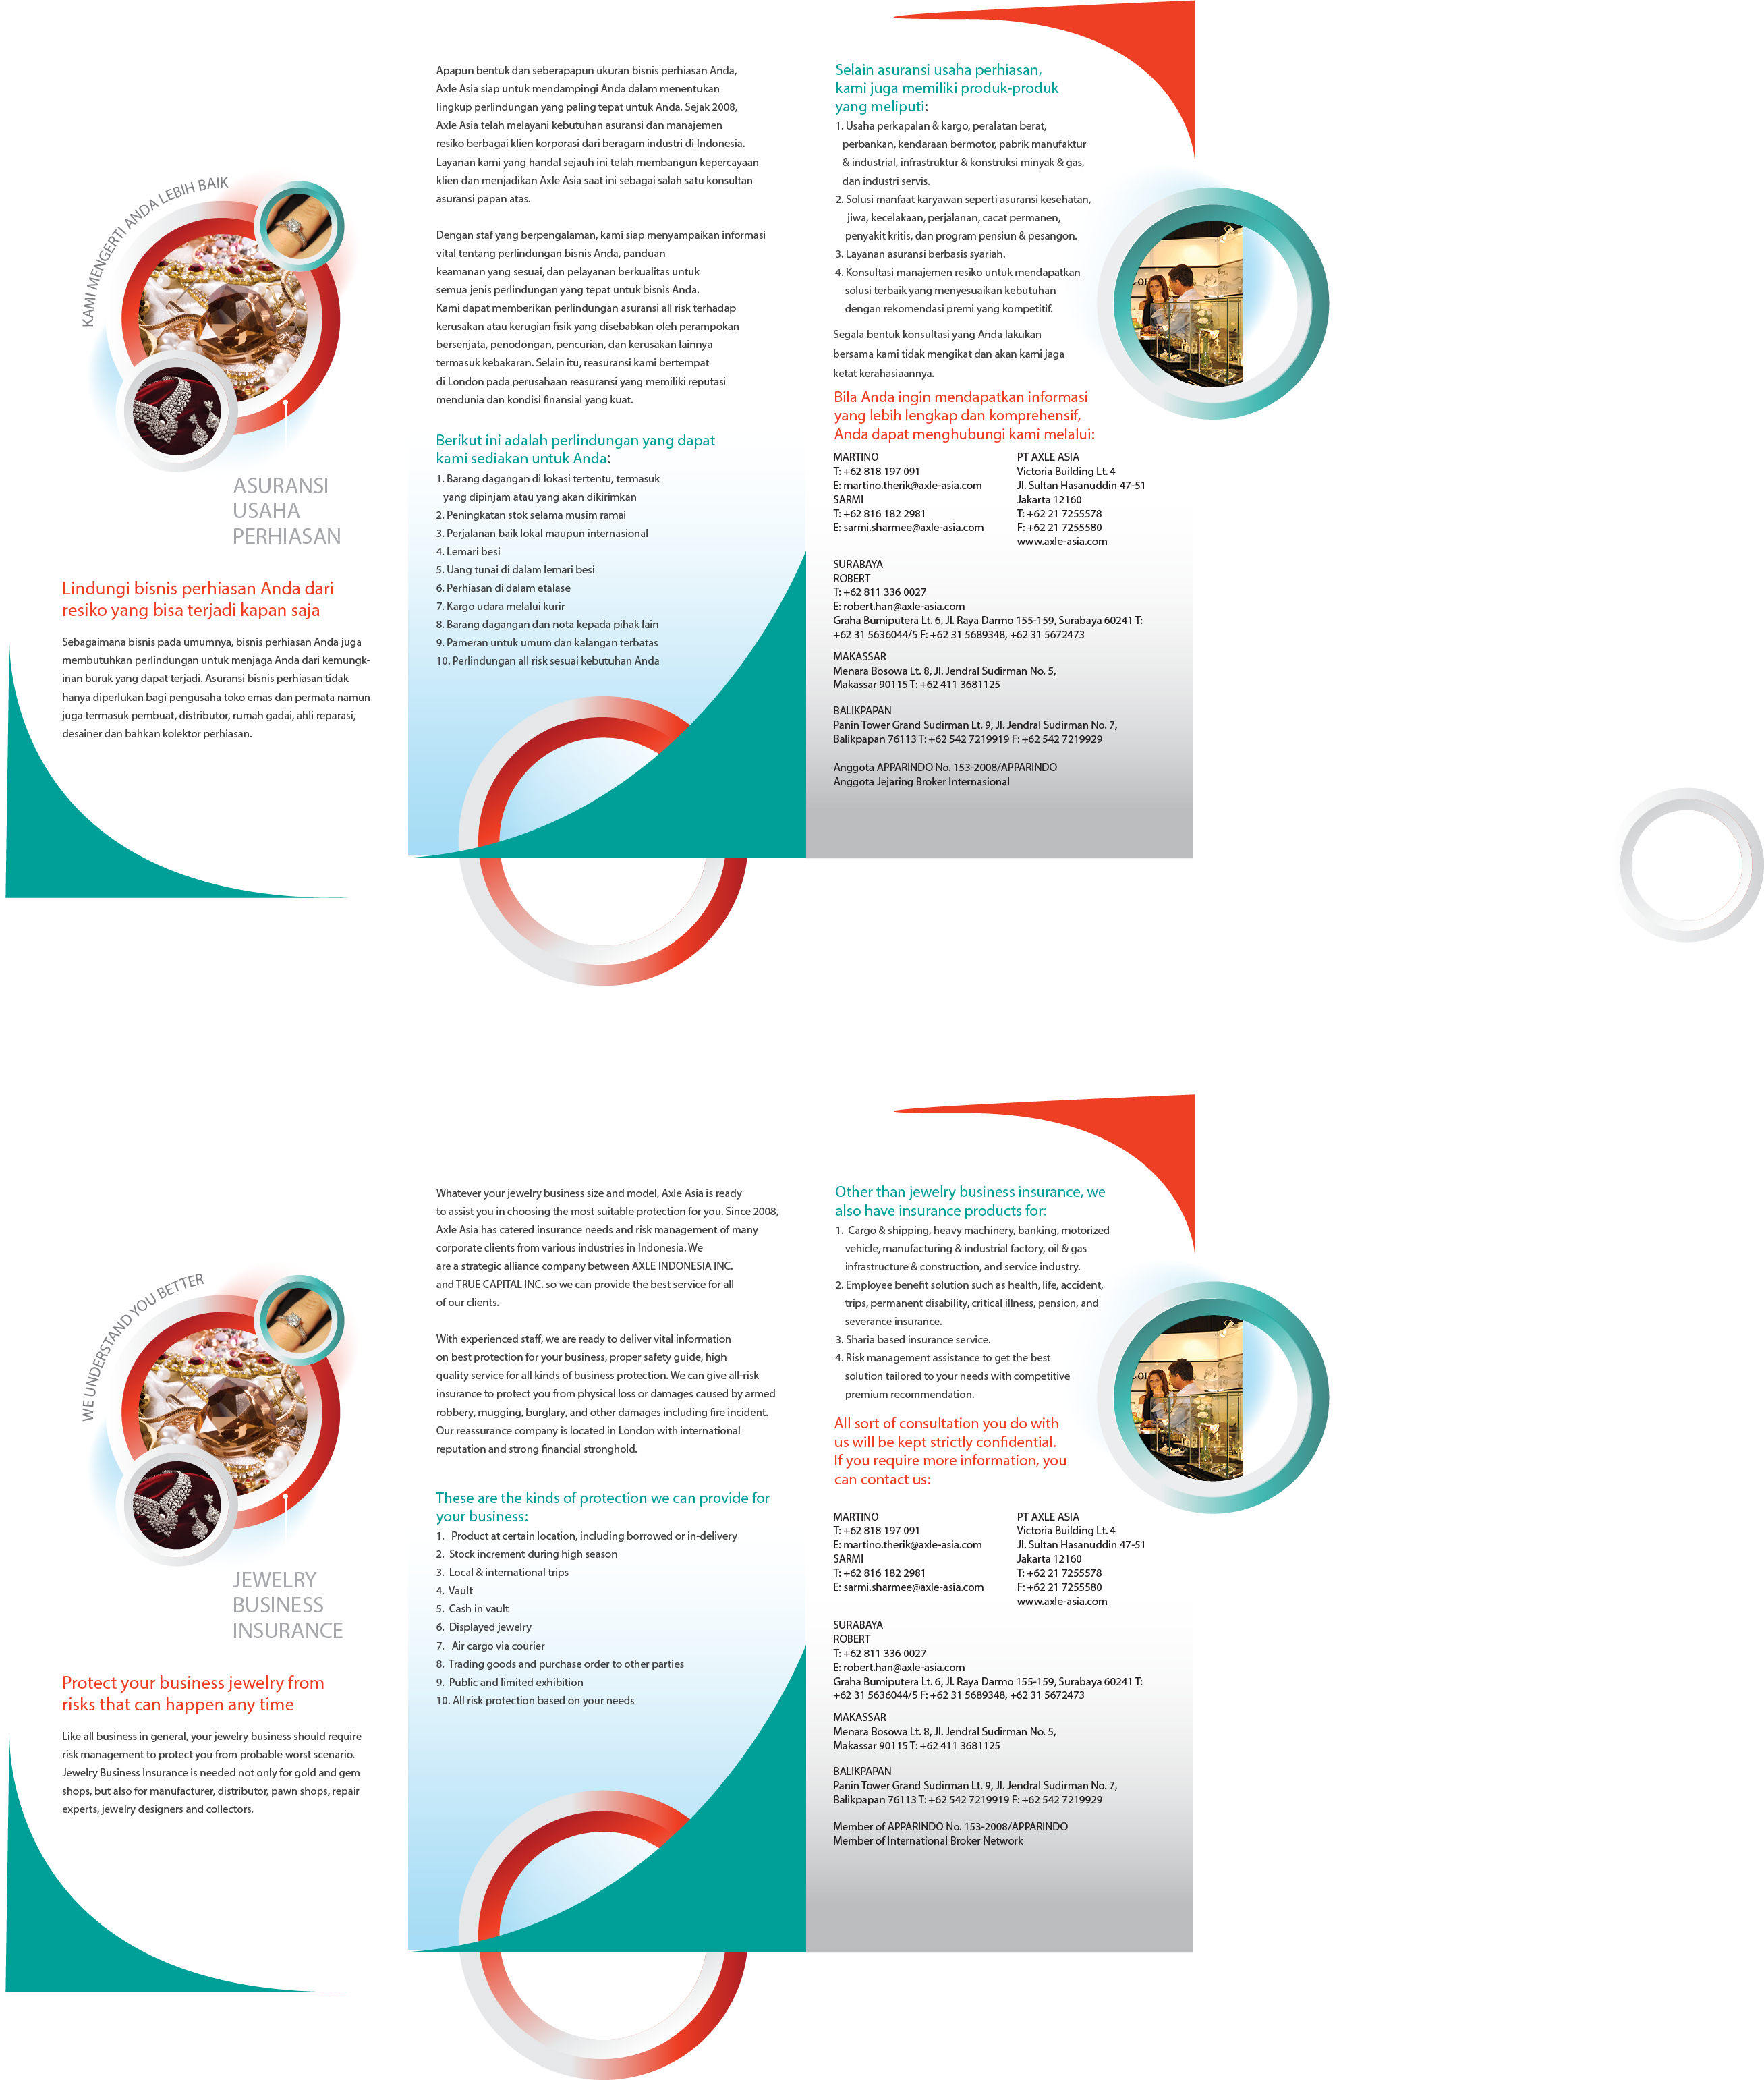 KAMI MENGERTI ANDA LEBIH BAIK
ASURANSI
USAHA
PERHIASAN
Lindungi bisnis perhiasan Anda dari
resiko yang bisa terjadi kapan saja
Sebagaimana bisnis pada umumnya, bisnis perhiasan Anda juga
membutuhkan perlindungan untuk menjaga Anda dari kemungk-
inan buruk yang dapat terjadi. Asuransi bisnis perhiasan tidak
hanya diperlukan bagi pengusaha toko emas dan permata namun
juga termasuk pembuat, distributor, rumah gadai, ahli reparasi,
desainer dan bahkan kolektor perhiasan.
Apapun bentuk dan seberapapun ukuran bisnis perhiasan Anda,
Axle Asia siap untuk mendampingi Anda dalam menentukan
lingkup perlindungan yang paling tepat untuk Anda. Sejak 2008,
Axle Asia telah melayani kebutuhan asuransi dan manajemen
resiko berbagai klien korporasi dari beragam industri di Indonesia.
Layanan kami yang handal sejauh ini telah membangun kepercayaan
klien dan menjadikan Axle Asia saat ini sebagai salah satu konsultan
asuransi papan atas.
Dengan staf yang berpengalaman, kami siap menyampaikan informasi
vital tentang perlindungan bisnis Anda, panduan
keamanan yang sesuai, dan pelayanan berkualitas untuk
semua jenis perlindungan yang tepat untuk bisnis Anda.
Kami dapat memberikan perlindungan asuransi all risk terhadap
kerusakan atau kerugian fisik yang disebabkan oleh perampokan
bersenjata, penodongan, pencurian, dan kerusakan lainnya
termasuk kebakaran. Selain itu, reasuransi kami bertempat
di London pada perusahaan reasuransi yang memiliki reputasi
mendunia dan kondisi finansial yang kuat.
Berikut ini adalah perlindungan yang dapat
kami sediakan untuk Anda:
1. Barang dagangan di lokasi tertentu, termasuk
yang dipinjam atau yang akan dikirimkan
2. Peningkatan stok selama musim ramai
3. Perjalanan baik lokal maupun internasional
4. Lemari besi
5. Uang tunai di dalam lemari besi
6. Perhiasan di dalam etalase
7. Kargo udara melalui kurir
8. Barang dagangan dan nota kepada pihak lain
9. Pameran untuk umum dan kalangan terbatas
10. Perlindungan all risk sesuai kebutuhan Anda
Selain asuransi usaha perhiasan,
kami juga memiliki produk-produk
yang meliputi:
1. Usaha perkapalan & kargo, peralatan berat,
perbankan, kendaraan bermotor, pabrik manufaktur
& industrial, infrastruktur & konstruksi minyak & gas,
dan industri servis.
2. Solusi manfaat karyawan seperti asuransi kesehatan,
jiwa, kecelakaan, perjalanan, cacat permanen,
penyakit kritis, dan program pensiun & pesangon.
3. Layanan asuransi berbasis syariah.
4. Konsultasi manajemen resiko untuk mendapatkan
solusi terbaik yang menyesuaikan kebutuhan
dengan rekomendasi premi yang kompetitif.
Segala bentuk konsultasi yang Anda lakukan
bersama kami tidak mengikat dan akan kami jaga
ketat kerahasiaannya.
Bila Anda ingin mendapatkan informasi
yang lebih lengkap dan komprehensif,
Anda dapat menghubungi kami melalui:
MARTINO
T: +62 818 197 091
E: martino.therik@axle-asia.com
SARMI
T: +62 816 182 2981
E: sarmi.sharmee@axle-asia.com
PT AXLE ASIA
Victoria Building Lt. 4
Jl. Sultan Hasanuddin 47-51
Jakarta 12160
T: +62 21 7255578
F: +62 21 7255580
www.axle-asia.com
SURABAYA
ROBERT
T: +62 811 336 0027
E: robert.han@axle-asia.com
Graha Bumiputera Lt. 6, Jl. Raya Darmo 155-159, Surabaya 60241 T:
+62 31 5636044/5 F: +62 31 5689348, +62 31 5672473
MAKASSAR
Menara Bosowa Lt. 8, Jl. Jendral Sudirman No. 5,
Makassar 90115 T: +62 411 3681125
BALIKPAPAN
Panin Tower Grand Sudirman Lt. 9, Jl. Jendral Sudirman No. 7,
Balikpapan 76113 T: +62 542 7219919 F: +62 542 7219929
Anggota APPARINDO No. 153-2008/APPARINDO
Anggota Jejaring Broker Internasional
WE UNDERSTAND YOU BETTER
JEWELRY
BUSINESS
INSURANCE
Protect your business jewelry from
risks that can happen any time
Like all business in general, your jewelry business should require
risk management to protect you from probable worst scenario.
Jewelry Business Insurance is needed not only for gold and gem
shops, but also for manufacturer, distributor, pawn shops, repair
experts, jewelry designers and collectors.
Whatever your jewelry business size and model, Axle Asia is ready
to assist you in choosing the most suitable protection for you. Since 2008,
Axle Asia has catered insurance needs and risk management of many
corporate clients from various industries in Indonesia. We
are a strategic alliance company between AXLE INDONESIA INC.
and TRUE CAPITAL INC. so we can provide the best service for all
of our clients.
With experienced staff, we are ready to deliver vital information
on best protection for your business, proper safety guide, high
quality service for all kinds of business protection. We can give all-risk
insurance to protect you from physical loss or damages caused by armed
robbery, mugging, burglary, and other damages including fire incident.
Our reassurance company is located in London with international
reputation and strong financial stronghold.
These are the kinds of protection we can provide for
your business:
1. Product at certain location, including borrowed or in-delivery
2. Stock increment during high season
3. Local & international trips
4. Vault
5. Cash in vault
6. Displayed jewelry
7. Air cargo via courier
8. Trading goods and purchase order to other parties
9. Public and limited exhibition
10. All risk protection based on your needs
Other than jewelry business insurance, we
also have insurance products for:
1. Cargo & shipping, heavy machinery, banking, motorized
vehicle, manufacturing & industrial factory, oil & gas
infrastructure & construction, and service industry.
2. Employee benefit solution such as health, life, accident,
trips, permanent disability, critical illness, pension, and
severance insurance.
3. Sharia based insurance service.
4. Risk management assistance to get the best
solution tailored to your needs with competitive
premium recommendation.
All sort of consultation you do with
us will be kept strictly confidential.
If you require more information, you
can contact us:
MARTINO
T: +62 818 197 091
E: martino.therik@axle-asia.com
SARMI
T: +62 816 182 2981
E: sarmi.sharmee@axle-asia.com
PT AXLE ASIA
Victoria Building Lt. 4
Jl. Sultan Hasanuddin 47-51
Jakarta 12160
T: +62 21 7255578
F: +62 21 7255580
www.axle-asia.com
SURABAYA
ROBERT
T: +62 811 336 0027
E: robert.han@axle-asia.com
Graha Bumiputera Lt. 6, Jl. Raya Darmo 155-159, Surabaya 60241 T:
+62 31 5636044/5 F: +62 31 5689348, +62 31 5672473
MAKASSAR
Menara Bosowa Lt. 8, Jl. Jendral Sudirman No. 5,
Makassar 90115 T: +62 411 3681125
BALIKPAPAN
Panin Tower Grand Sudirman Lt. 9, Jl. Jendral Sudirman No. 7,
Balikpapan 76113 T: +62 542 7219919 F: +62 542 7219929
Member of APPARINDO No. 153-2008/APPARINDO
Member of International Broker Network